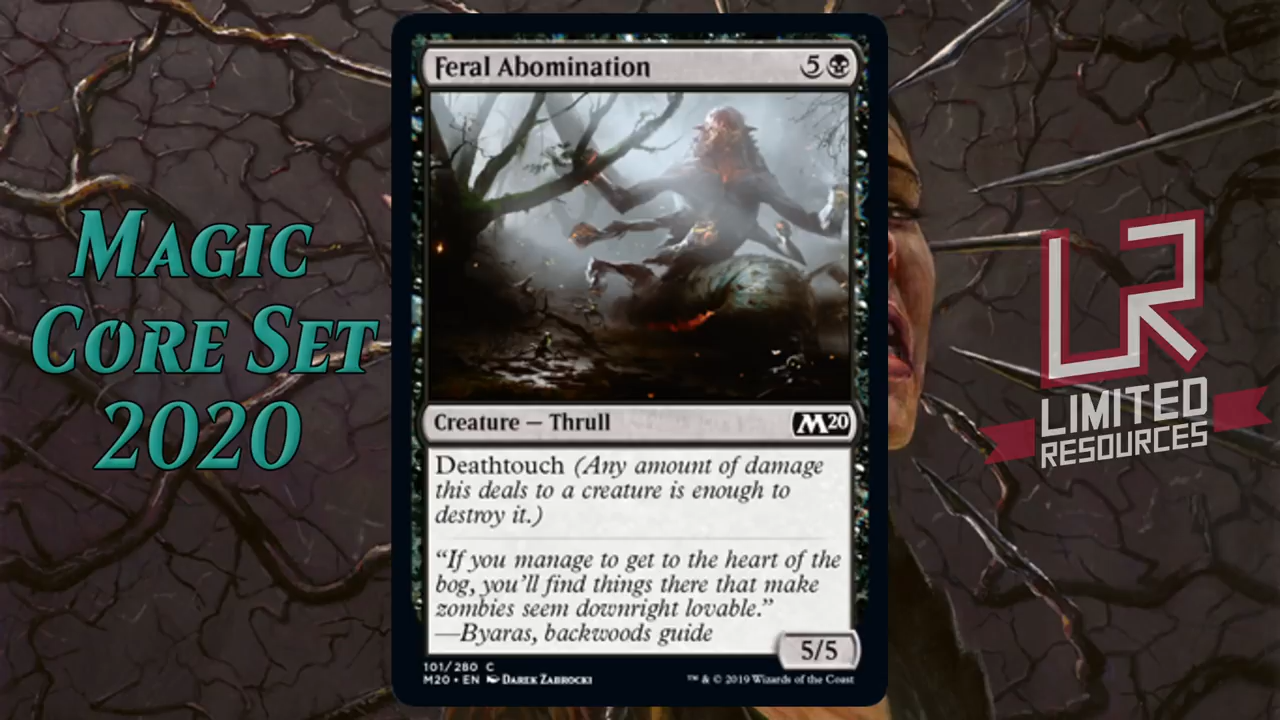 Magic
Core Set
2020
Feral Abomination
5
Creature — Thrull
M20
Deathtouch (Any amount of damage
this deals to a creature is enough to
destroy it.)
“If you manage to get to the heart of the
bog, you’ll find things there that make
zombies seem downright lovable.”
—Byaras, backwoods guide
5/5
101/280 C
M20 • EN Darek Zabrocki
™ & © 2019 Wizards of the Coast
LR
LIMITED
RESOURCES